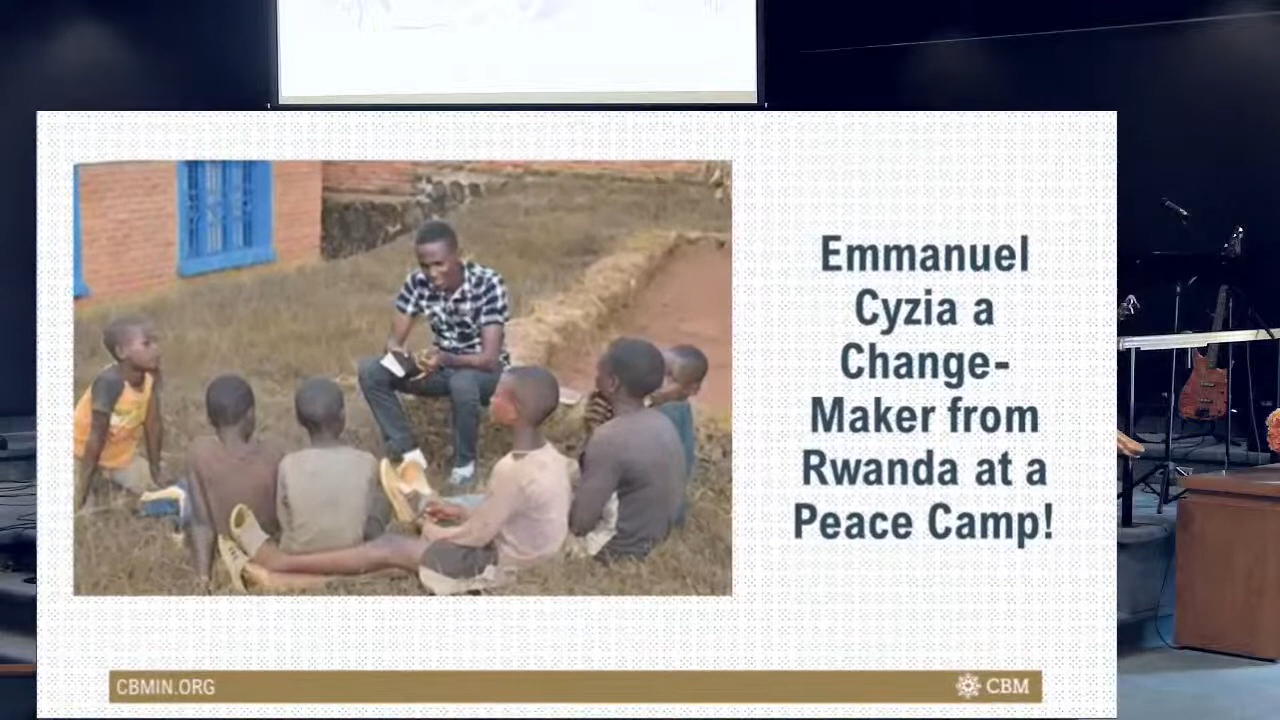 Emmanuel
Cyzia a
Change-
Maker from
Rwanda at a
Peace Camp!
CBMIN.ORG
CBM